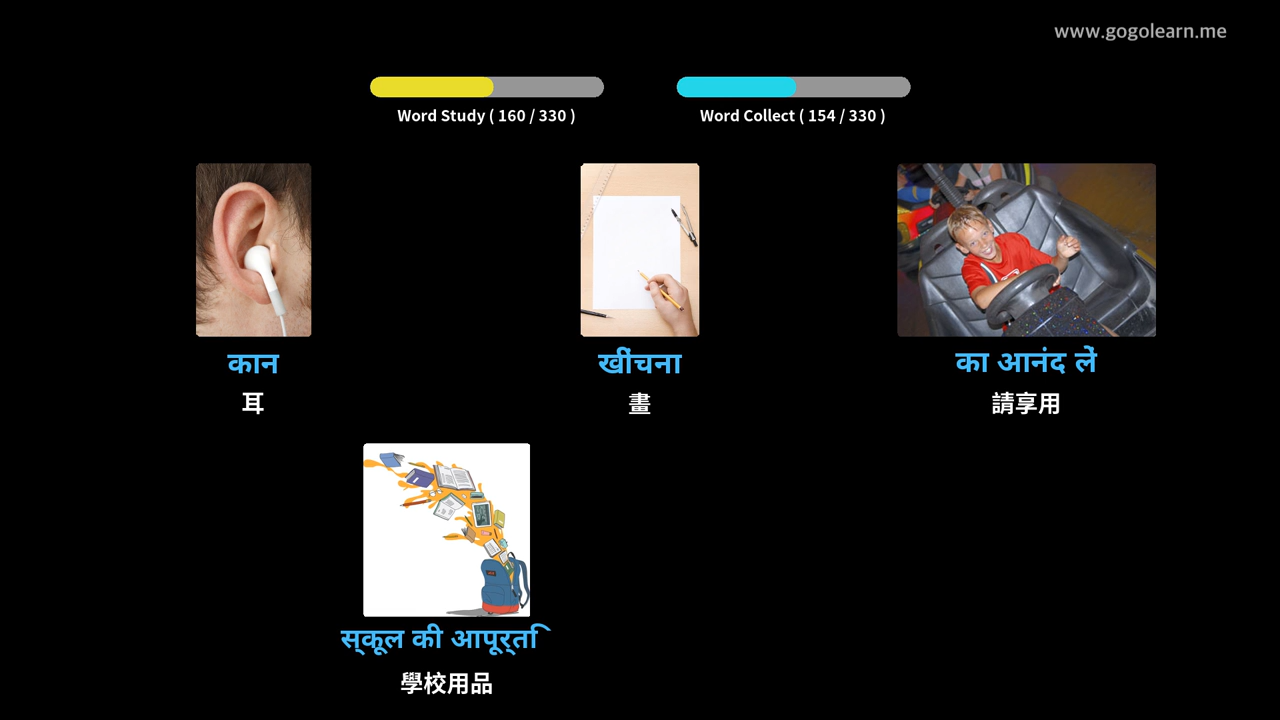 www.gogolearn.me
Word Study ( 160 / 330 )
Word Collect ( 154 / 330 )
कान
खींचना
का आनंद लें
耳
畫
請享用
स्कूल की आपूर्ति
學校用品